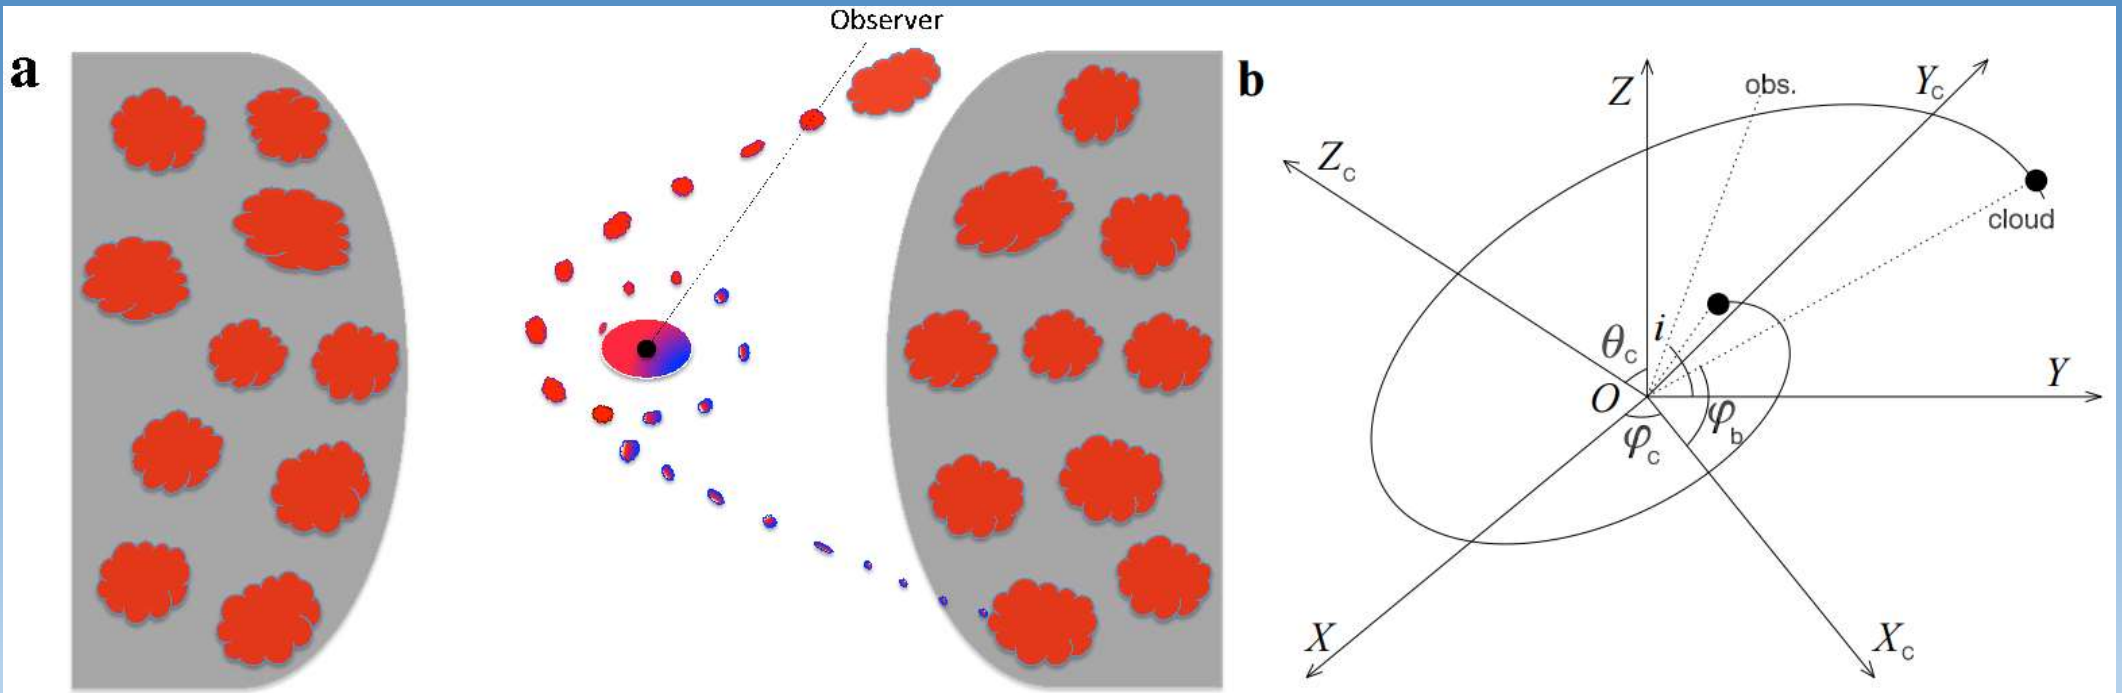 Observer
a
b
Z
obs.
Y_c
Z_c
cloud
θ_c
i
O
φ_c
φ_b
Y
X
X_c